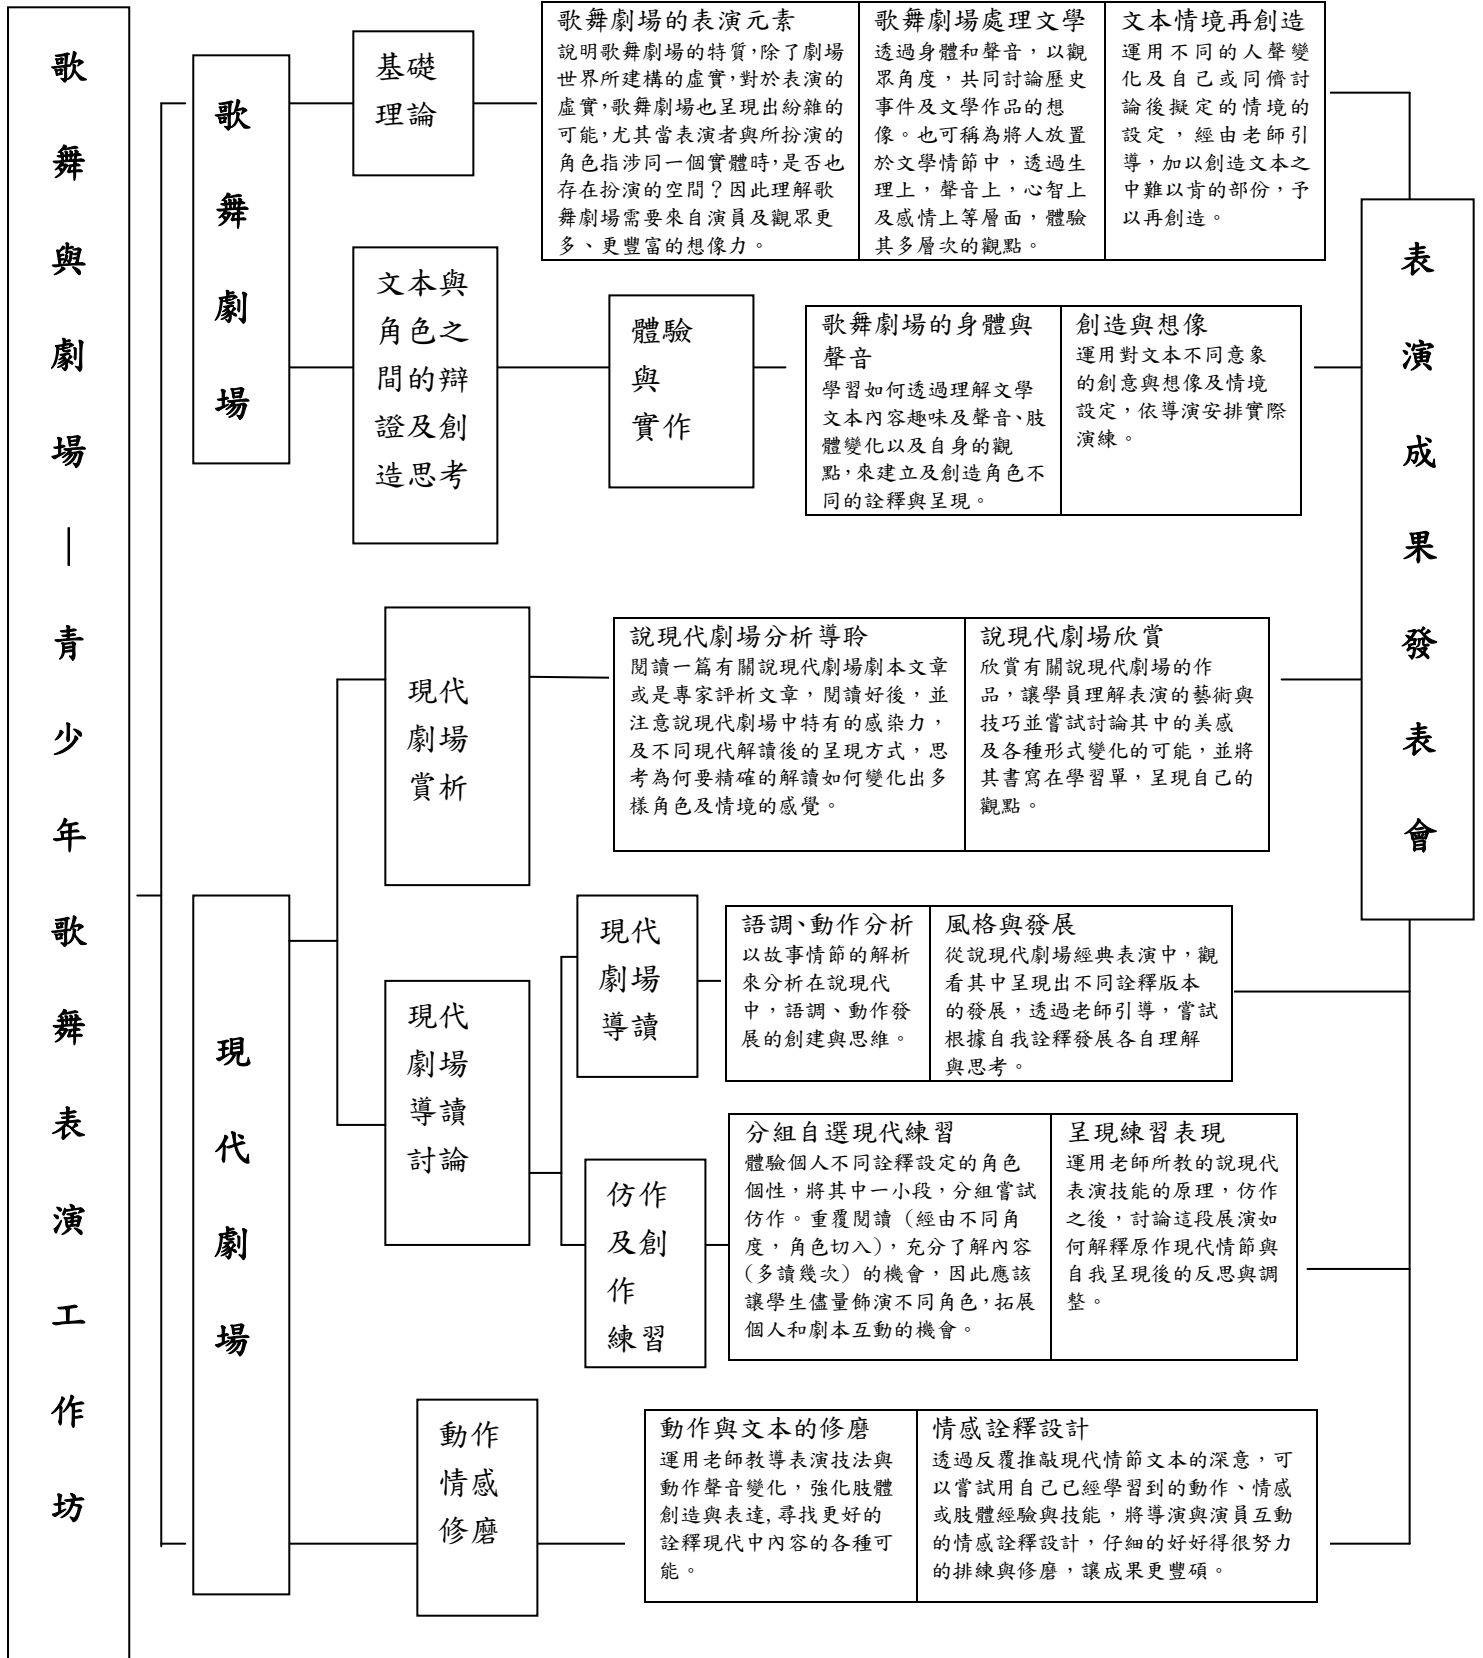 歌舞與劇場—青少年歌舞表演工作坊
歌舞劇場
基礎
理論
歌舞劇場的表演元素
說明歌舞劇場的特質,除了劇場
世界所建構的虛實,對於表演的
虛實,歌舞劇場也呈現出紛雜的
可能,尤其當表演者與所扮演的
角色指涉同一個實體時,是否也
存在扮演的空間？因此理解歌
舞劇場需要來自演員及觀眾更
多、更豐富的想像力。
歌舞劇場處理文學
透過身體和聲音，以觀
眾角度，共同討論歷史
事件及文學作品的想
像。也可稱為將人放置
於文學情節中，透過生
理上，聲音上，心智上
及感情上等層面，體驗
其多層次的觀點。
文本情境再創造
運用不同的人聲變
化及自己或同儕討
論後擬定的情境的
設定，經由老師引
導，加以創造文本之
中難以肯的部份，予
以再創造。
文本與
角色之
間的辯
證及創
造思考
體驗
與
實作
歌舞劇場的身體與
聲音
學習如何透過理解文學
文本內容趣味及聲音、肢
體變化以及自身的觀
點,來建立及創造角色不
同的詮釋與呈現。
創造與想像
運用對文本不同意象
的創意與想像及情境
設定，依導演安排實際
演練。
表演成果發表會
現代劇場
現代
劇場
賞析
說現代劇場分析導聆
閱讀一篇有關說現代劇場劇本文章
或是專家評析文章，閱讀好後，並
注意說現代劇場中特有的感染力，
及不同現代解讀後的呈現方式，思
考為何要精確的解讀如何變化出多
樣角色及情境的感覺。
說現代劇場欣賞
欣賞有關說現代劇場的作
品，讓學員理解表演的藝術與
技巧並嘗試討論其中的美感
及各種形式變化的可能，並將
其書寫在學習單，呈現自己的
觀點。
現代
劇場
導讀
討論
現代
劇場
導讀
語調、動作分析
以故事情節的解析
來分析在說現代
中，語調、動作發
展的創建與思維。
風格與發展
從說現代劇場經典表演中，觀
看其中呈現出不同詮釋版本
的發展，透過老師引導，嘗試
根據自我詮釋發展各自理解
與思考。
仿作
及創
作
練習
分組自選現代練習
體驗個人不同詮釋設定的角色
個性，將其中一小段，分組嘗試
仿作。重覆閱讀（經由不同角
度，角色切入），充分了解內容
（多讀幾次）的機會，因此應該
讓學生儘量飾演不同角色，拓展
個人和劇本互動的機會。
呈現練習表現
運用老師所教的說現代
表演技能的原理，仿作
之後，討論這段展演如
何解釋原作現代情節與
自我呈現後的反思與調
整。
動作
情感
修磨
動作與文本的修磨
運用老師教導表演技法與
動作聲音變化，強化肢體
創造與表達,尋找更好的
詮釋現代中內容的各種可
能。
情感詮釋設計
透過反覆推敲現代情節文本的深意，可
以嘗試用自己已經學習到的動作、情感
或肢體經驗與技能，將導演與演員互動
的情感詮釋設計，仔細的好好得很努力
的排練與修磨，讓成果更豐碩。